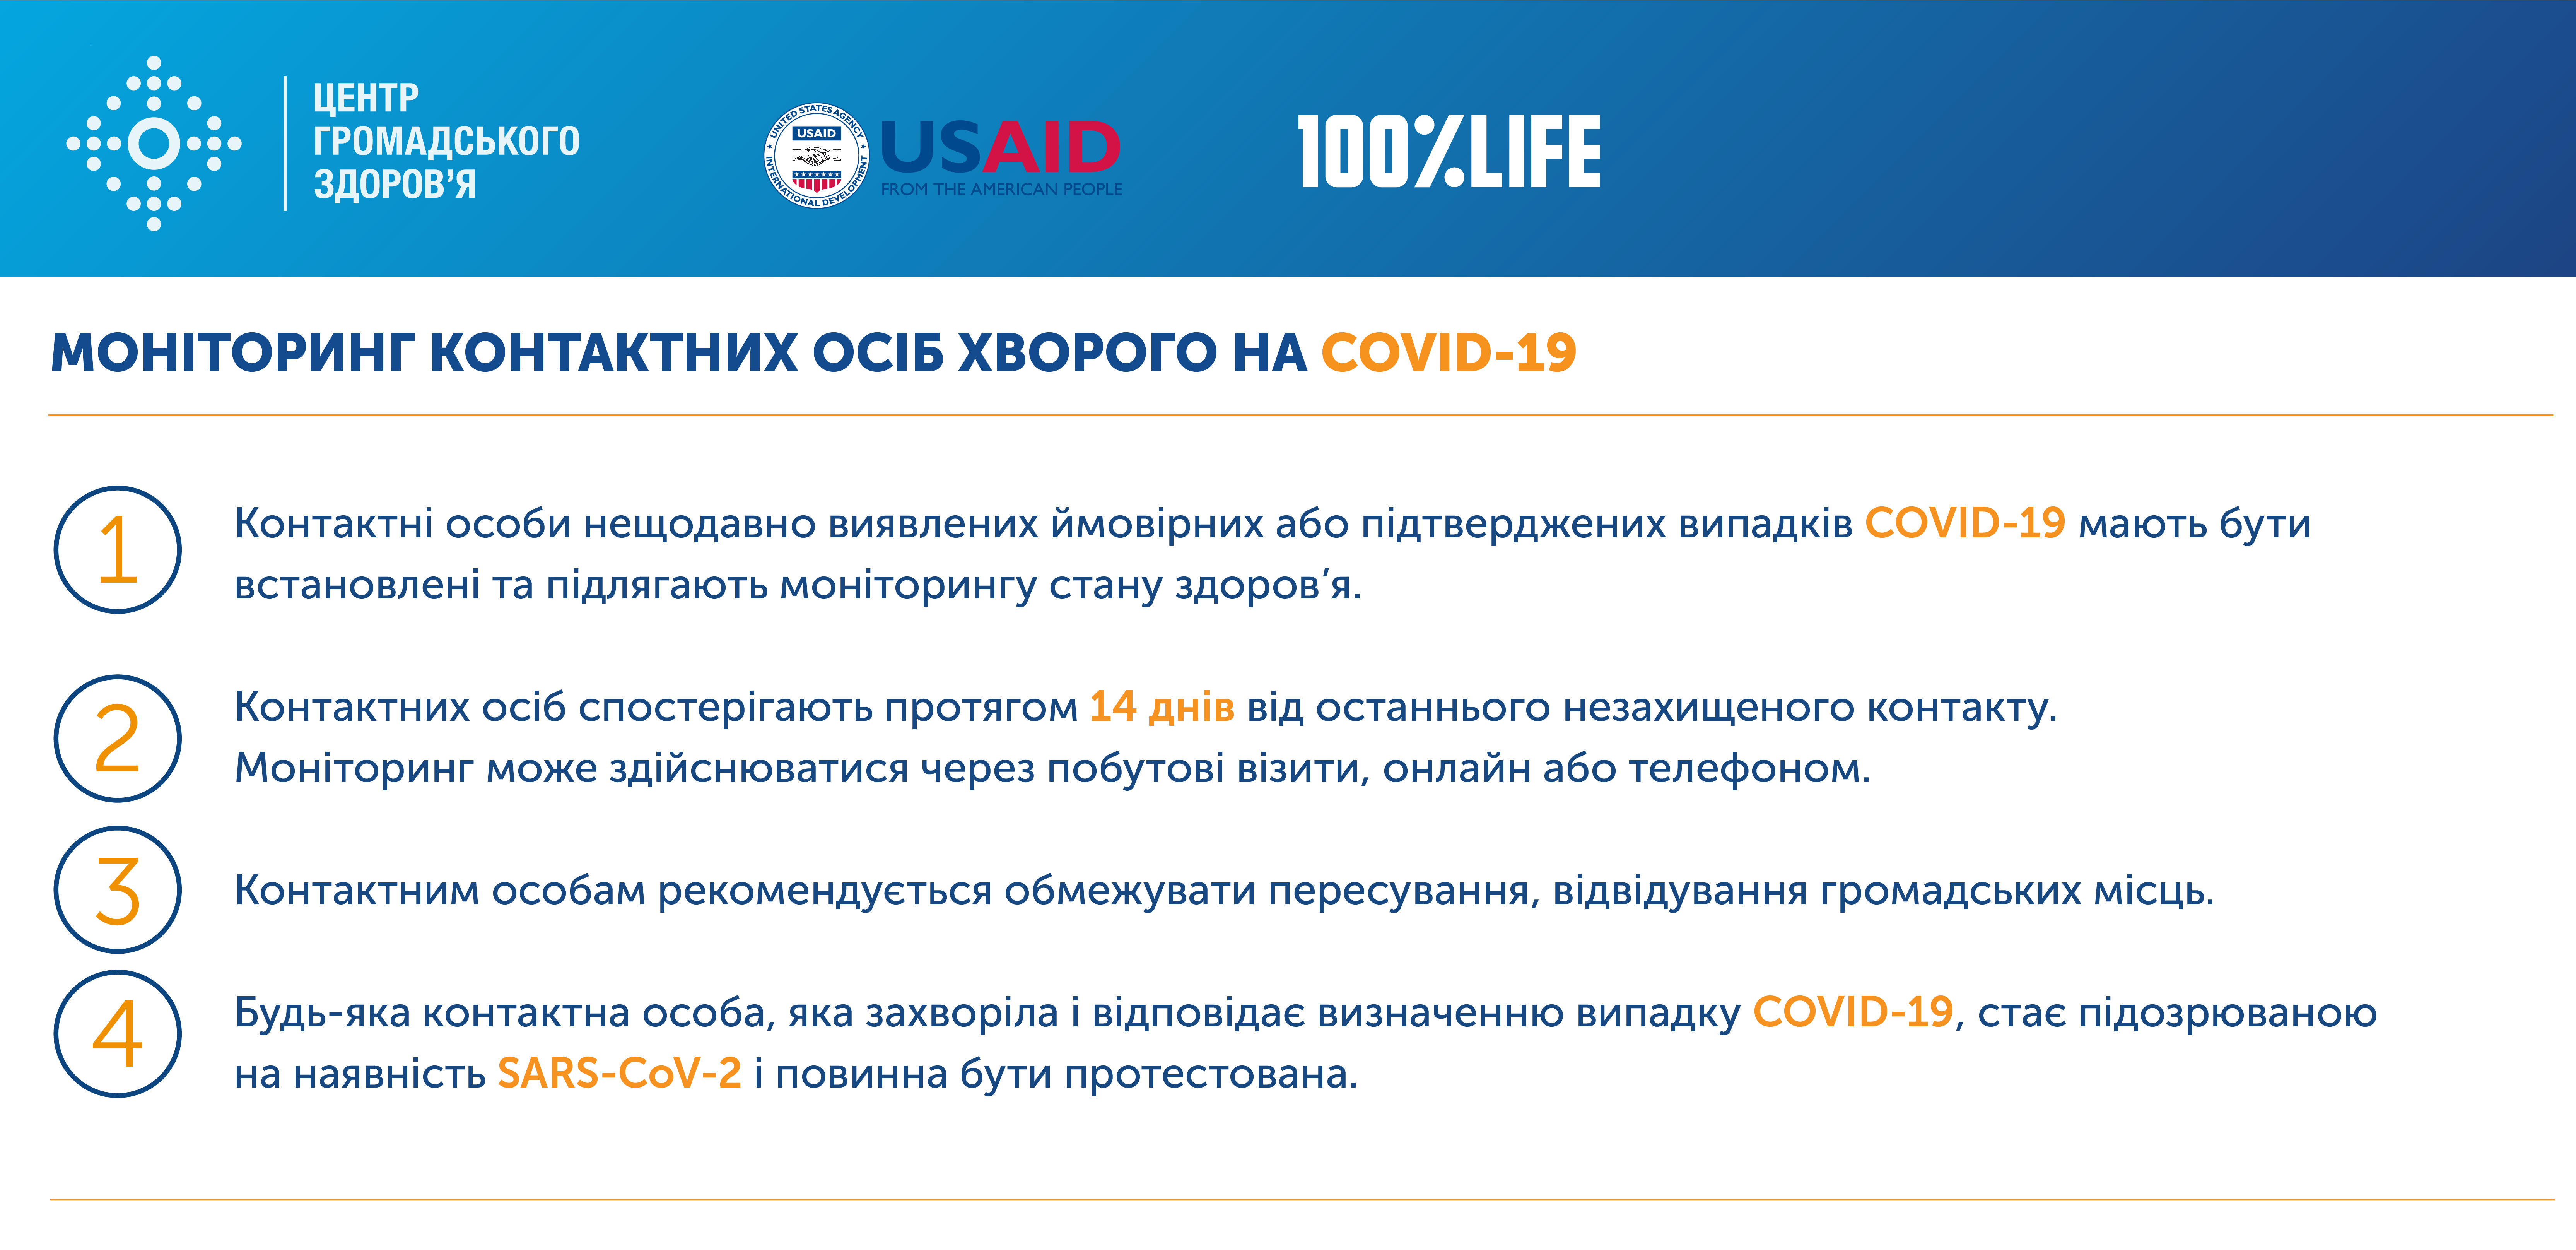 ЦЕНТР
ГРОМАДСЬКОГО
ЗДОРОВ’Я
UNITED STATES AGENCY
USAID
INTERNATIONAL DEVELOPMENT
USAID
FROM THE AMERICAN PEOPLE
100%LIFE
МОНІТОРИНГ КОНТАКТНИХ ОСІБ ХВОРОГО НА COVID-19
1
Контактні особи нещодавно виявлених ймовірних або підтверджених випадків COVID-19 мають бути
встановлені та підлягають моніторингу стану здоров’я.
2
Контактних осіб спостерігають протягом 14 днів від останнього незахищеного контакту.
Моніторинг може здійснюватися через побутові візити, онлайн або телефоном.
3
Контактним особам рекомендується обмежувати пересування, відвідування громадських місць.
4
Будь-яка контактна особа, яка захворіла і відповідає визначенню випадку COVID-19, стає підозрюваною
на наявність SARS-CoV-2 і повинна бути протестована.